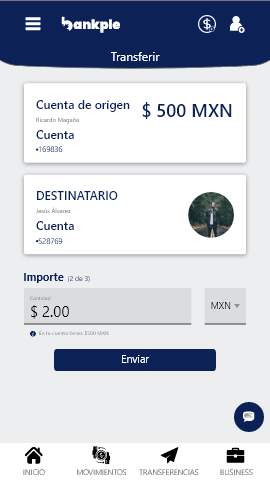 bankple
Transferir
Cuenta de origen
$ 500 MXN
Ricardo Magaña
Cuenta
•169836
DESTINATARIO
Jesús Álvarez
Cuenta
•528769
Importe (2 de 3)
Cantidad
$ 2.00
MXN
En tu cuenta tienes $500 MXN
Enviar
INICIO
MOVIMIENTOS
TRANSFERENCIAS
BUSINESS